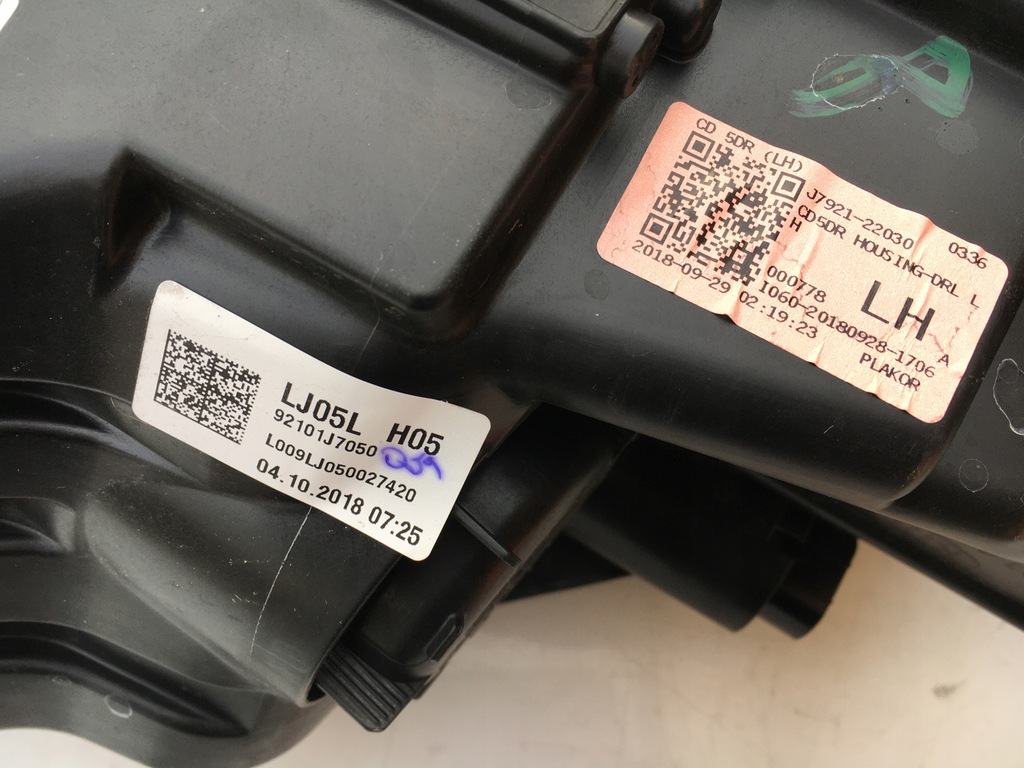 CD 5DR (LH)
J7921-22030 0336
CD5DR HOUSING-DRL L
H
000778
LH
I060-20180928-1706 A
2018-09-29 02:19:23
PLAKOR
LJ05L H05
92101J7050
L009LJ050027420
04.10.2018 07:25